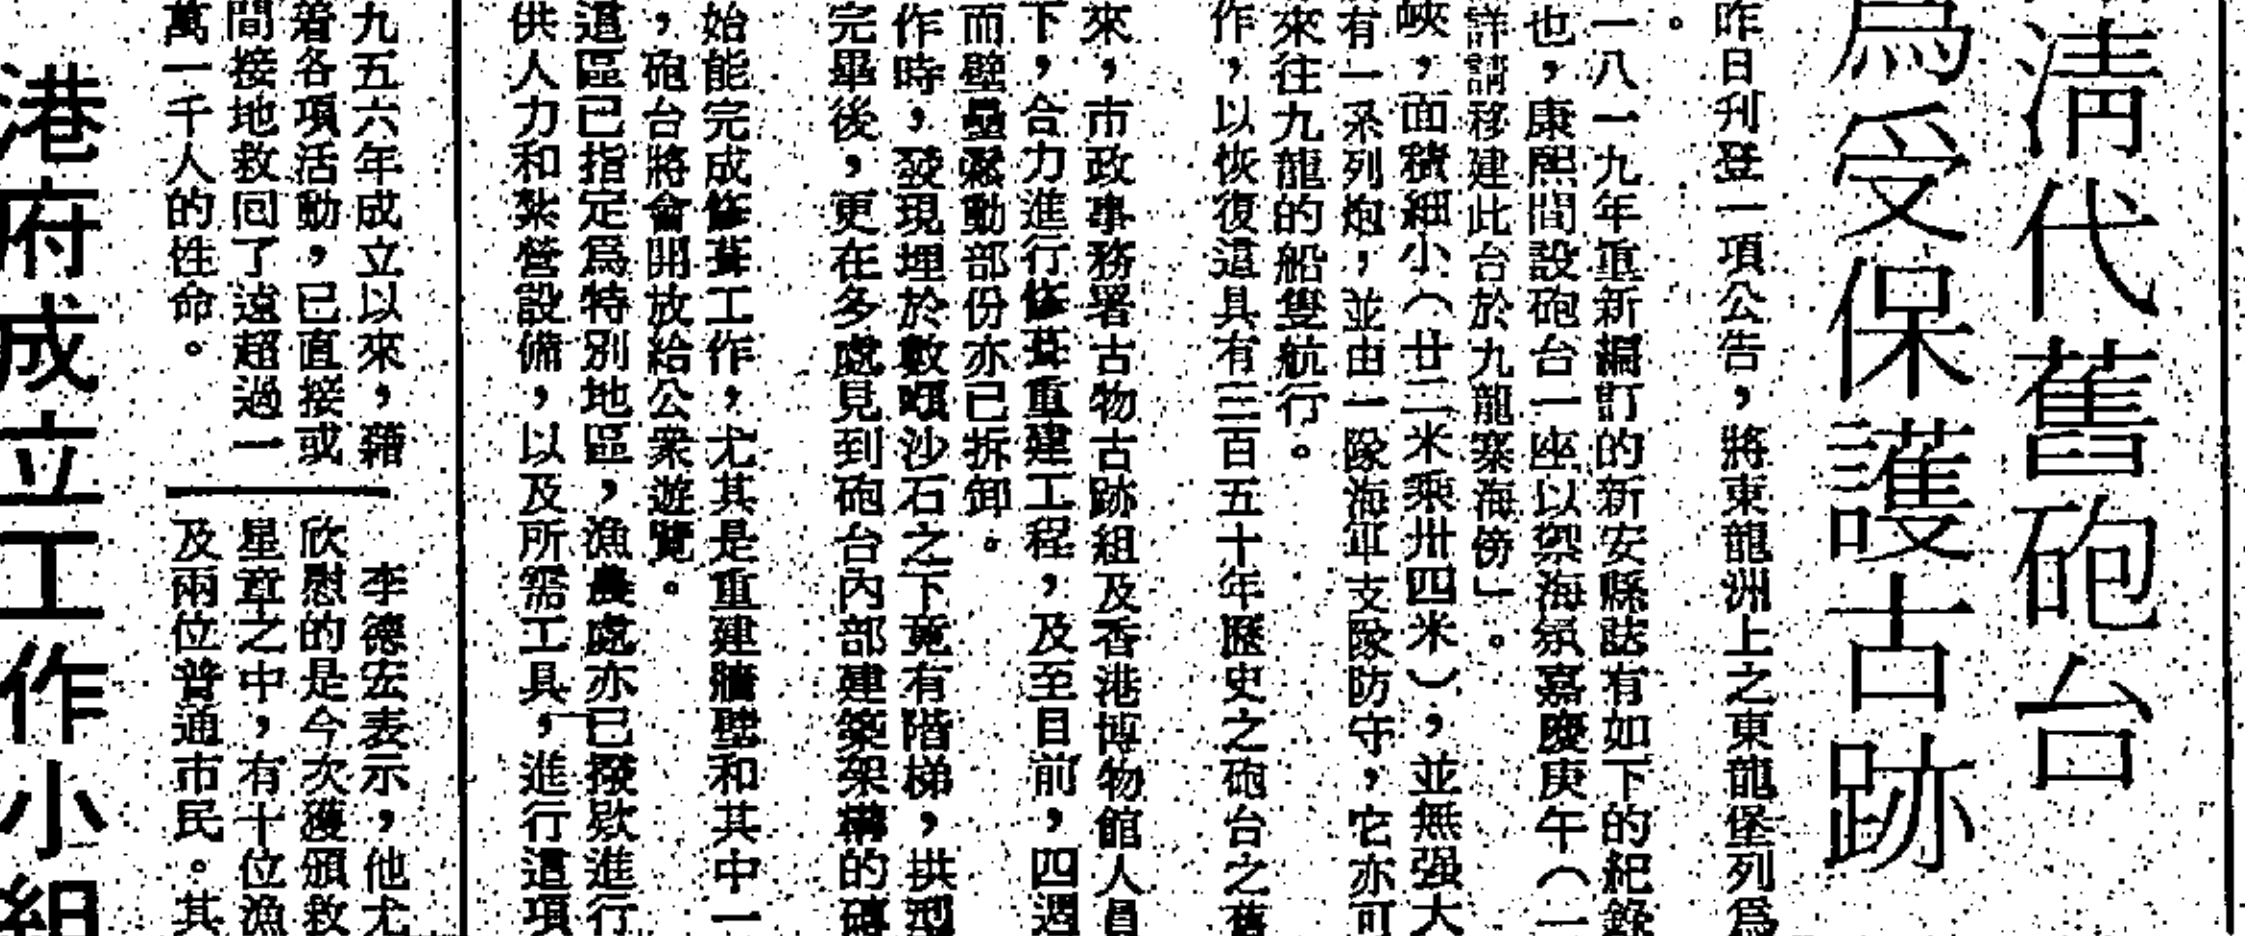 清代舊砲台
為受保護古跡
昨日刊登一項公告，將東龍洲上之東龍堡列為
。
一八一九年重新編訂的新安縣誌有如下的紀錄
也，康熙間設砲台一座以禦海氛嘉慶庚午（一
詳請移建此台於九龍寨海傍」。
峽，面積細小（廿二米乘卅四米），並無強大
有一系列炮，並由一隊海軍支隊防守，它亦可
來往九龍的船隻航行。
作，以恢復這具有三百五十年歷史之砲台之舊
來，市政事務署古物古跡組及香港博物館人員
下，合力進行修葺重建工程，及至目前，四週
而壁壘鬆動部份亦已拆卸。
作時，發現埋於數噸沙石之下竟有階梯，拱型
完畢後，更在多處見到砲台內部建築架構的磚
始能完成修葺工作，尤其是重建牆壁和其中一
，砲台將會開放給公衆遊覽。
這區已指定為特別地區，漁農處亦已撥款進行
供人力和紮營設備，以及所需工具，進行這項
九五六年成立以來，藉
着各項活動，已直接或
間接地救回了遠超過一
萬一千人的性命。
李德宏表示，他尤
欣慰的是今次獲頒救
星章之中，有十位漁
及兩位普通市民。其
港府成立工作小組